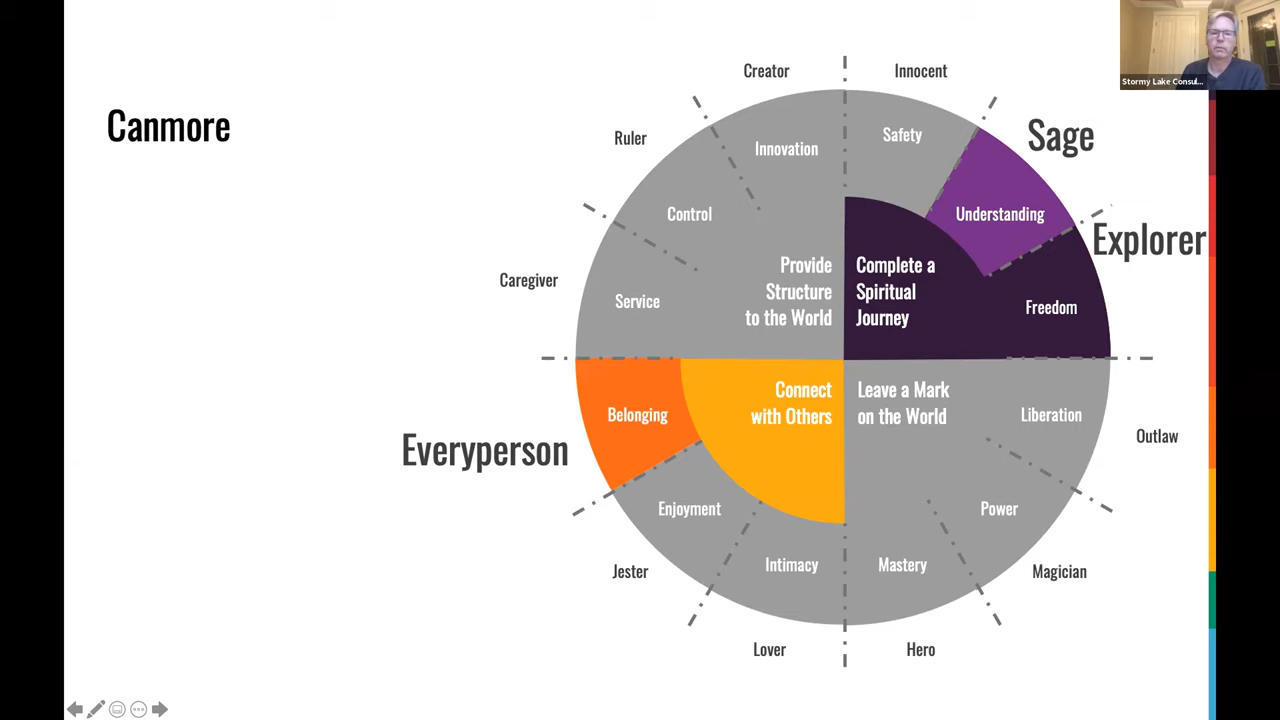 Stormy Lake Consul...
Canmore
Creator
Innocent
Ruler
Sage
Innovation
Safety
Control
Understanding
Explorer
Caregiver
Service
Provide
Structure
to the World
Complete a
Spiritual
Journey
Freedom
Everyperson
Belonging
Connect
with Others
Leave a Mark
on the World
Liberation
Outlaw
Enjoyment
Power
Jester
Intimacy
Mastery
Magician
Lover
Hero